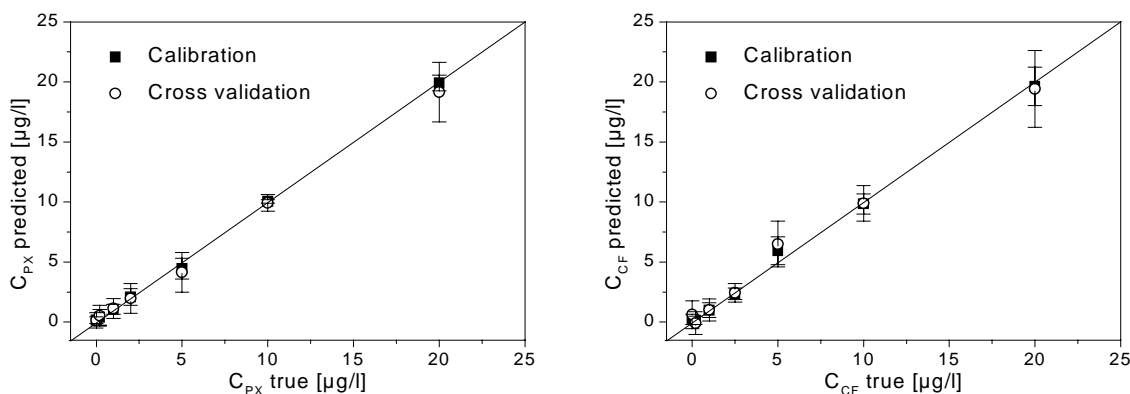 25
20
15
10
5
0
C_PX predicted [µg/l]
Calibration
Cross validation
0 5 10 15 20 25
C_PX true [µg/l]
25
20
15
10
5
0
C_CF predicted [µg/l]
Calibration
Cross validation
0 5 10 15 20 25
C_CF true [µg/l]